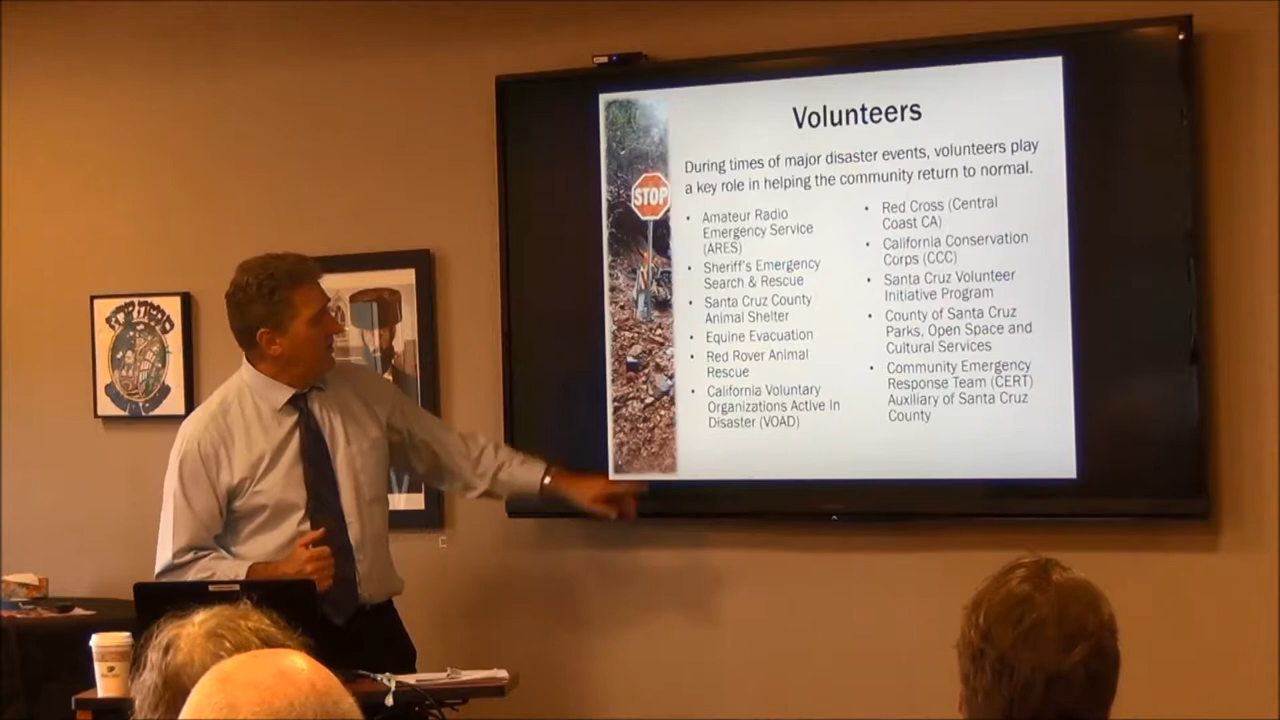 Volunteers
During times of major disaster events, volunteers play
a key role in helping the community return to normal.
• Amateur Radio
Emergency Service
(ARES)
• Sheriff's Emergency
Search & Rescue
• Santa Cruz County
Animal Shelter
• Equine Evacuation
• Red Rover Animal
Rescue
• California Voluntary
Organizations Active In
Disaster (VOAD)
• Red Cross (Central
Coast CA)
• California Conservation
Corps (CCC)
• Santa Cruz Volunteer
Initiative Program
• County of Santa Cruz
Parks, Open Space and
Cultural Services
• Community Emergency
Response Team (CERT)
Auxiliary of Santa Cruz
County
STOP